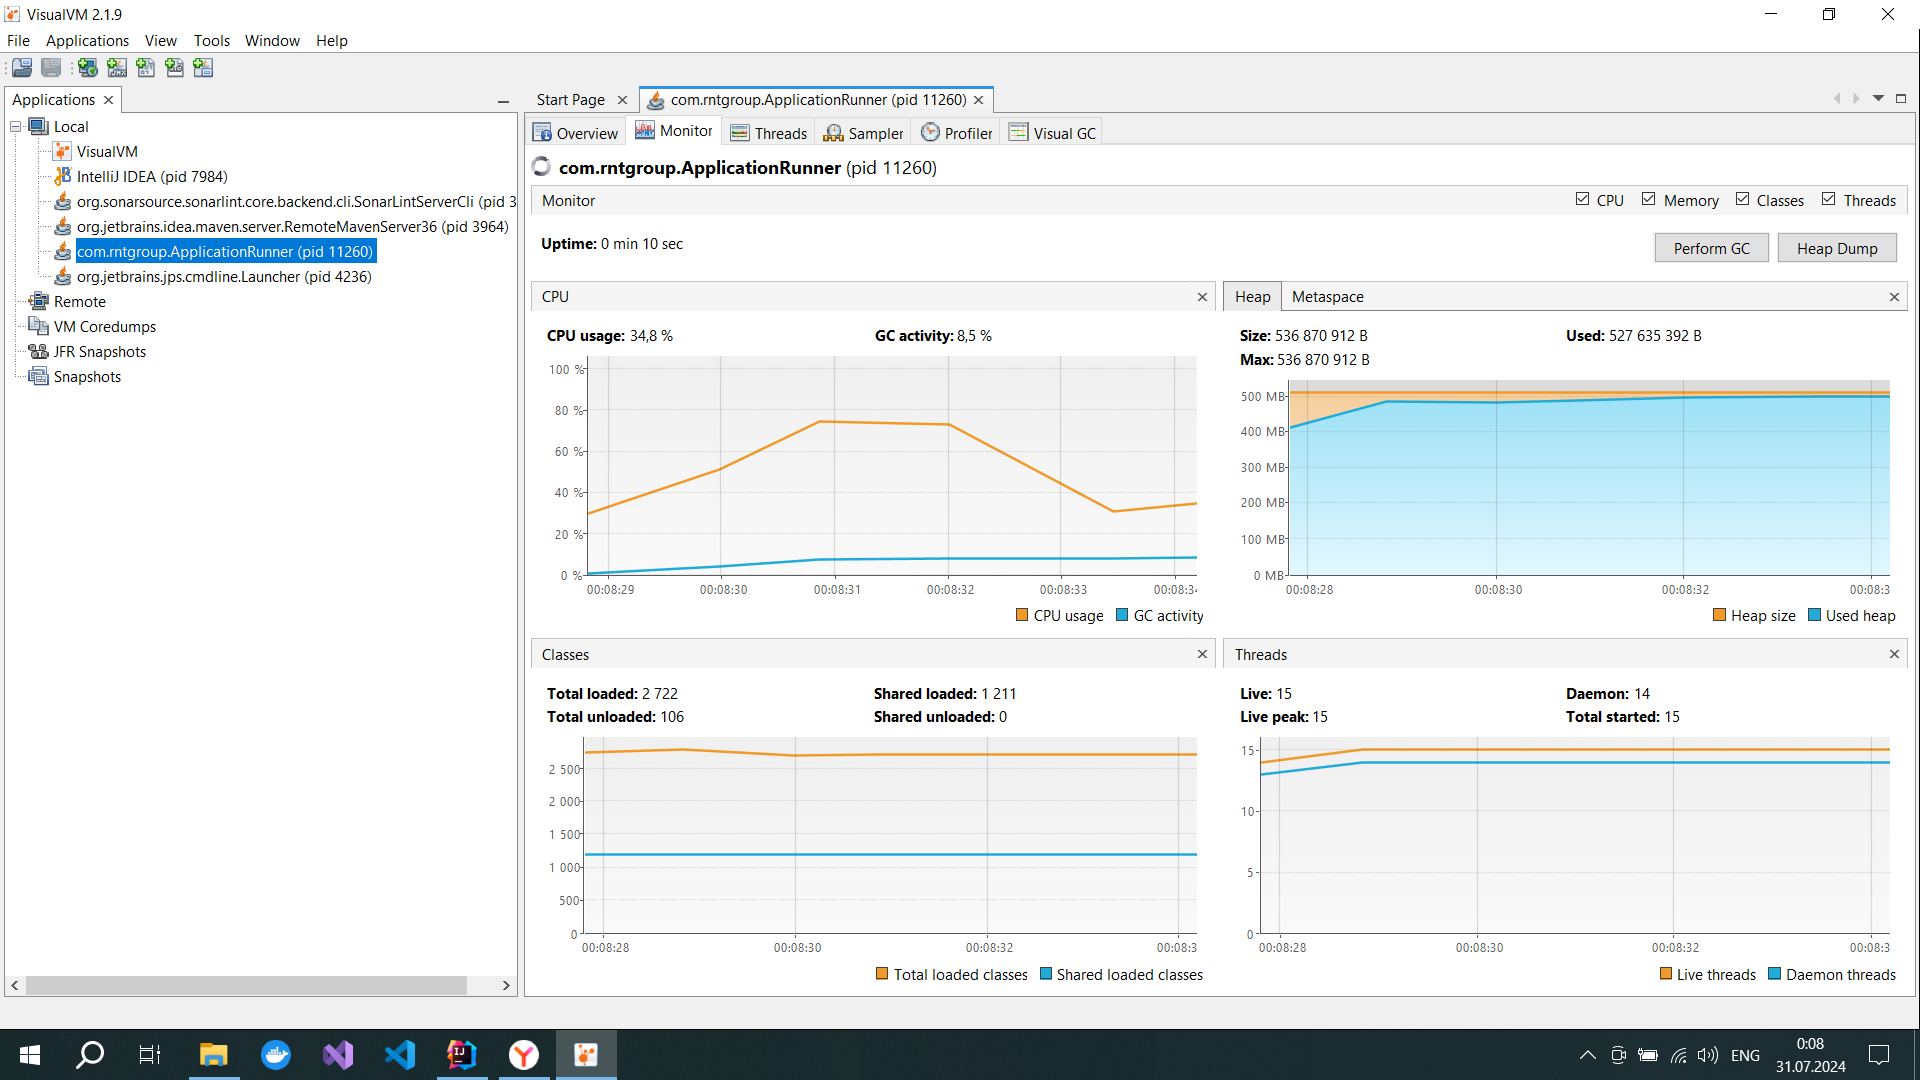 VisualVM 2.1.9
File Applications View Tools Window Help
Applications
Local
VisualVM
IntelliJ IDEA (pid 7984)
org.sonarsource.sonarlint.core.backend.cli.SonarLintServerCli (pid 3
org.jetbrains.idea.maven.server.RemoteMavenServer36 (pid 3964)
com.rntgroup.ApplicationRunner (pid 11260)
org.jetbrains.jps.cmdline.Launcher (pid 4236)
Remote
VM Coredumps
JFR Snapshots
Snapshots
Start Page com.rntgroup.ApplicationRunner (pid 11260)
Overview Monitor Threads Sampler Profiler Visual GC
com.rntgroup.ApplicationRunner (pid 11260)
Monitor CPU Memory Classes Threads
Uptime: 0 min 10 sec Perform GC Heap Dump
CPU
CPU usage: 34,8 % GC activity: 8,5 %
100 %
80 %
60 %
40 %
20 %
0 %
00:08:29 00:08:30 00:08:31 00:08:32 00:08:33 00:08:34
CPU usage GC activity
Heap Metaspace
Size: 536 870 912 B Used: 527 635 392 B
Max: 536 870 912 B
500 MB
400 MB
300 MB
200 MB
100 MB
0 MB
00:08:28 00:08:30 00:08:32 00:08:3
Heap size Used heap
Classes
Total loaded: 2 722 Shared loaded: 1 211
Total unloaded: 106 Shared unloaded: 0
2 500
2 000
1 500
1 000
500
0
00:08:28 00:08:30 00:08:32 00:08:3
Total loaded classes Shared loaded classes
Threads
Live: 15 Daemon: 14
Live peak: 15 Total started: 15
15
10
5
0
00:08:28 00:08:30 00:08:32 00:08:3
Live threads Daemon threads
ENG
0:08
31.07.2024